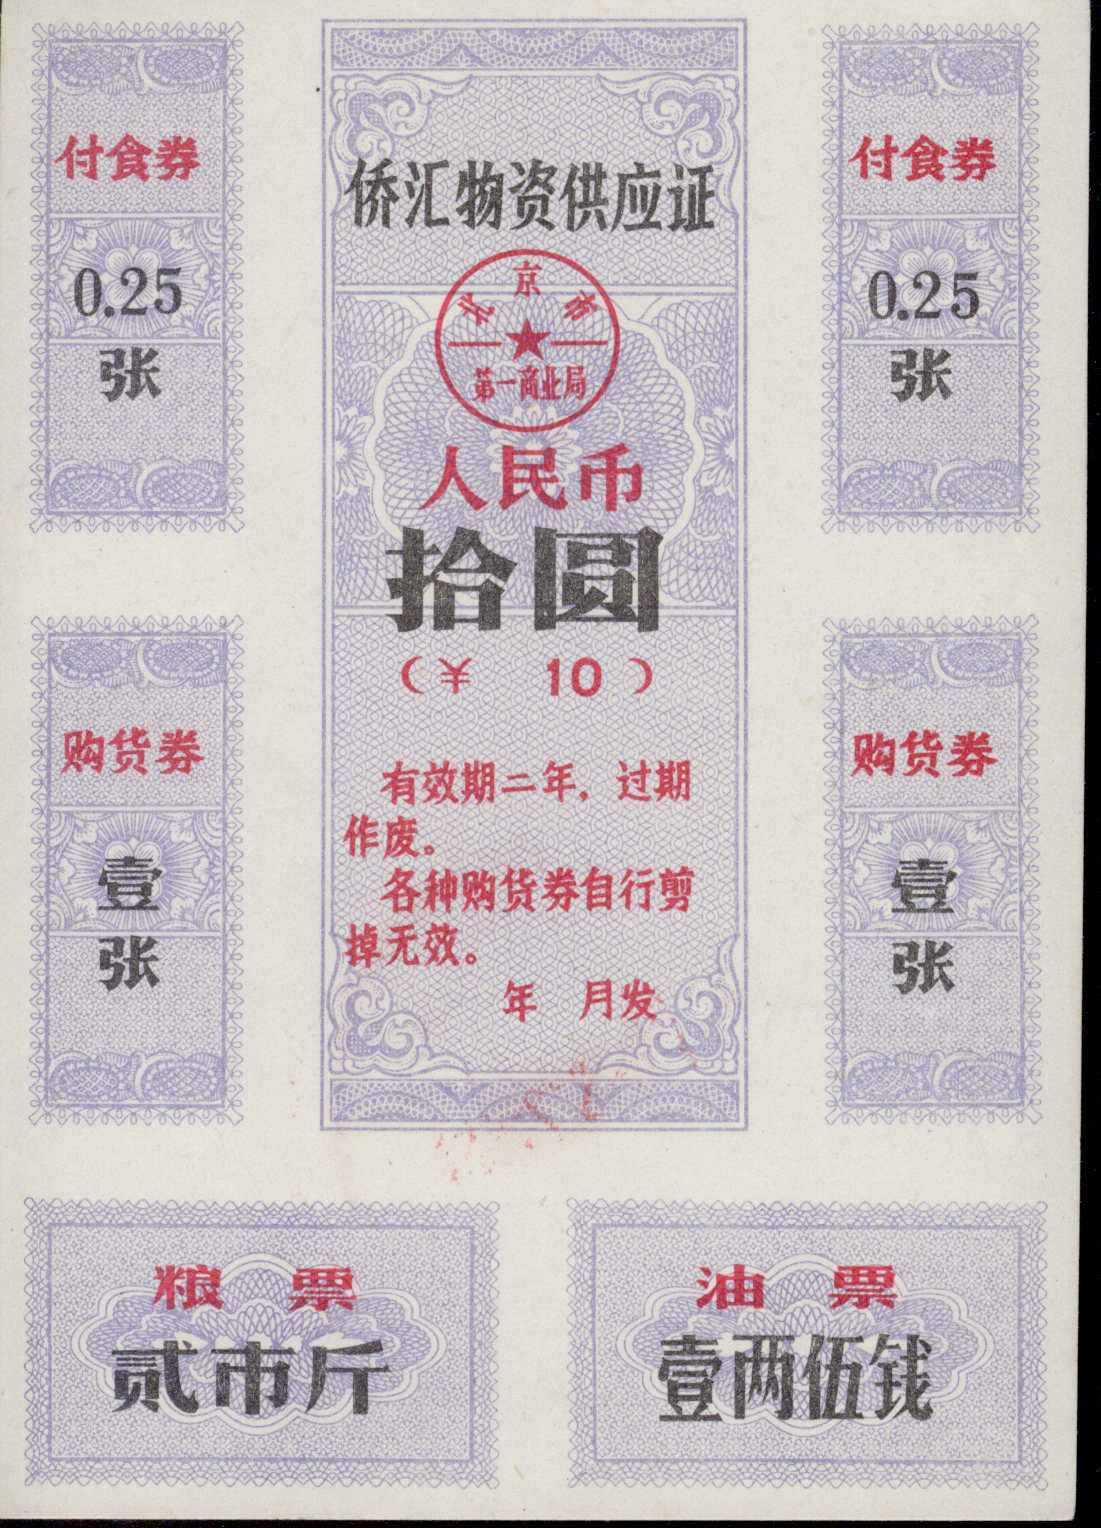 付食券
0.25
张
侨汇物资供应证
北京市
第一商业局
人民币
拾圆
（¥ 10）
有效期二年，过期
作废。
各种购货券自行剪
掉无效。
年 月发
付食券
0.25
张
购货券
壹
张
购货券
壹
张
粮票
贰市斤
油票
壹两伍钱